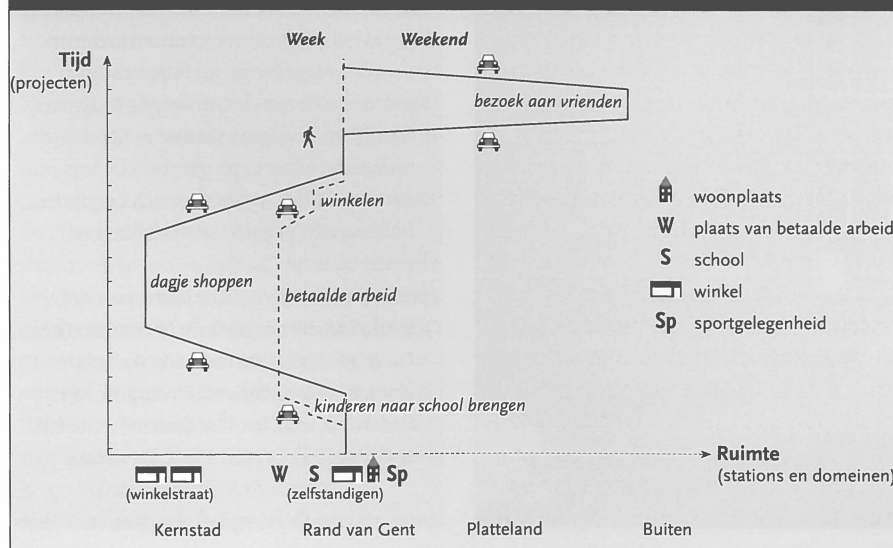 Week Weekend
Tijd
(projecten)
bezoek aan vrienden
winkelen
woonplaats
W plaats van betaalde arbeid
S school
winkel
Sp sportgelegenheid
dagje shoppen
betaalde arbeid
kinderen naar school brengen
Ruimte
(stations en domeinen)
W S Sp
(winkelstraat) (zelfstandigen)
Kernstad Rand van Gent Platteland Buiten